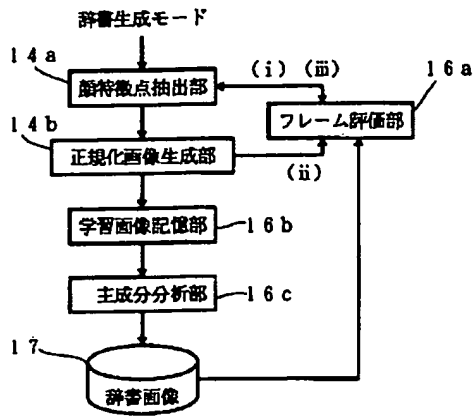 辞書生成モード
14a
顔特徴点抽出部
(i) (iii)
16a
フレーム評価部
14b
正規化画像生成部
(ii)
学習画像記憶部
16b
主成分分析部
16c
17
辞書画像